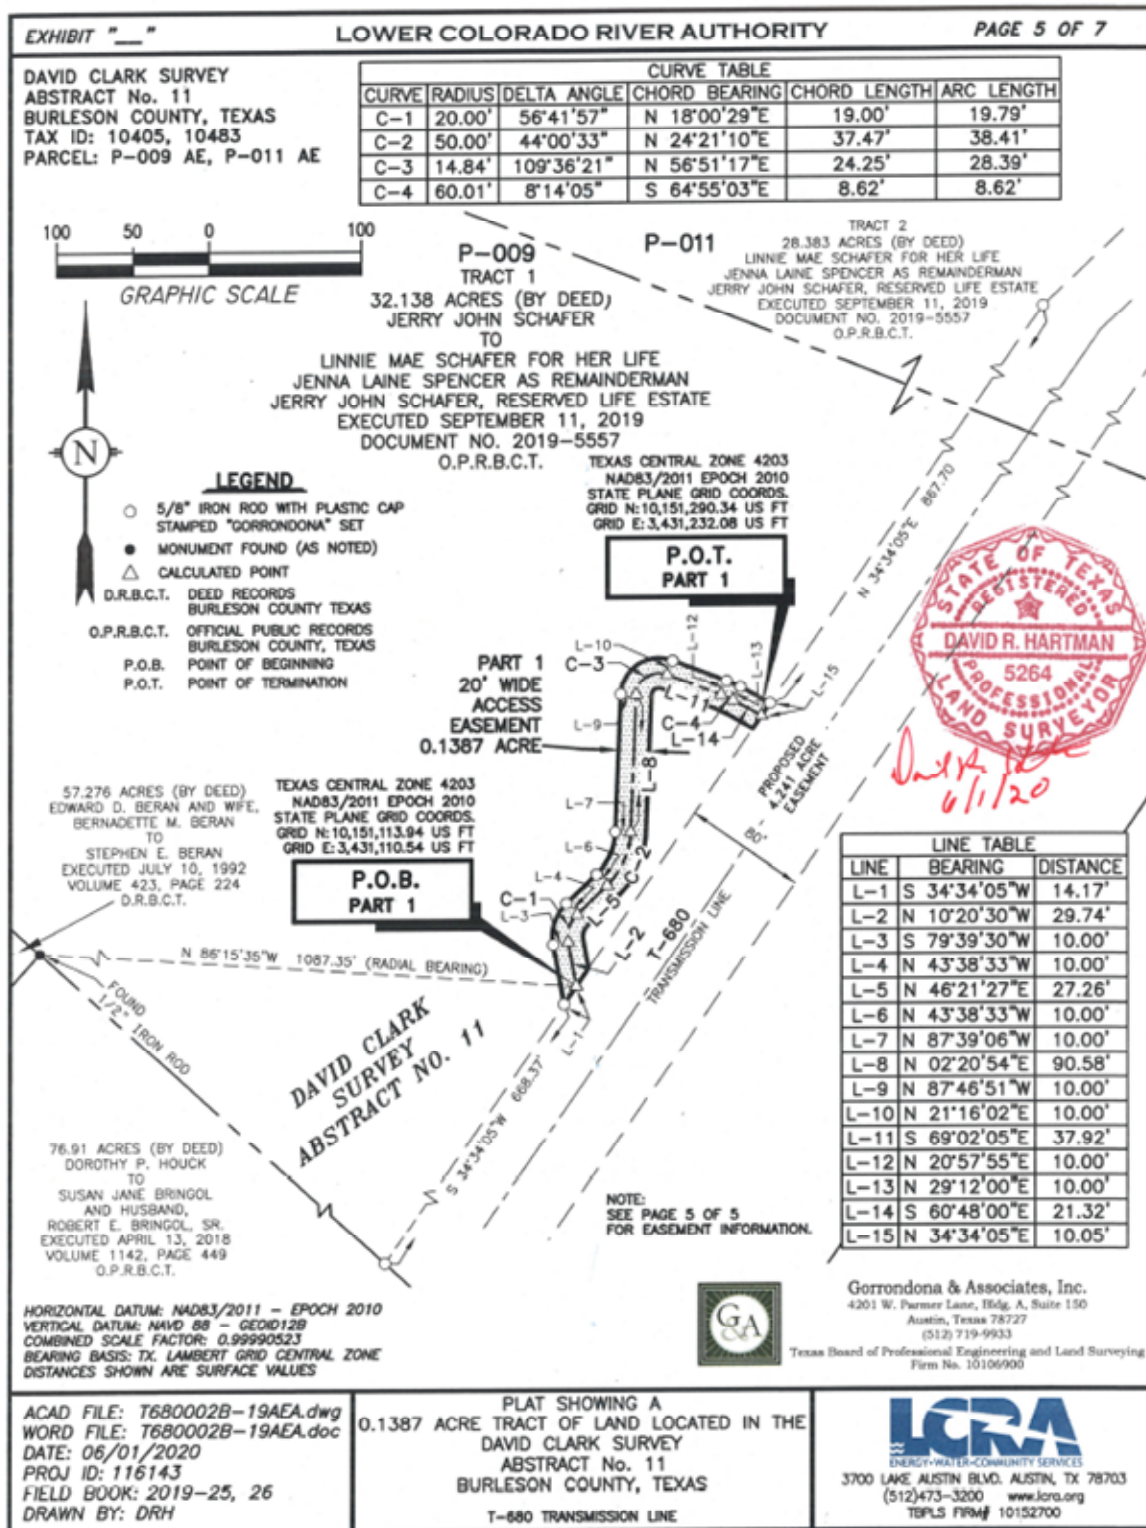 EXHIBIT "__"
LOWER COLORADO RIVER AUTHORITY
PAGE 5 OF 7
DAVID CLARK SURVEY
ABSTRACT No. 11
BURLESON COUNTY, TEXAS
TAX ID: 10405, 10483
PARCEL: P-009 AE, P-011 AE
CURVE TABLE
CURVE RADIUS DELTA ANGLE CHORD BEARING CHORD LENGTH ARC LENGTH
C-1 20.00' 56°41'57" N 18°00'29"E 19.00' 19.79'
C-2 50.00' 44°00'33" N 24°21'10"E 37.47' 38.41'
C-3 14.84' 109°36'21" N 56°51'17"E 24.25' 28.39'
C-4 60.01' 8°14'05" S 64°55'03"E 8.62' 8.62'
100 50 0 100
GRAPHIC SCALE
P-009
TRACT 1
32.138 ACRES (BY DEED)
JERRY JOHN SCHAFER
TO
LINNIE MAE SCHAFER FOR HER LIFE
JENNA LAINE SPENCER AS REMAINDERMAN
JERRY JOHN SCHAFER, RESERVED LIFE ESTATE
EXECUTED SEPTEMBER 11, 2019
DOCUMENT NO. 2019-5557
O.P.R.B.C.T.
P-011
TRACT 2
28.383 ACRES (BY DEED)
LINNIE MAE SCHAFER FOR HER LIFE
JENNA LAINE SPENCER AS REMAINDERMAN
JERRY JOHN SCHAFER, RESERVED LIFE ESTATE
EXECUTED SEPTEMBER 11, 2019
DOCUMENT NO. 2019-5557
O.P.R.B.C.T.
N
LEGEND
5/8" IRON ROD WITH PLASTIC CAP
STAMPED "GORRONDONA" SET
MONUMENT FOUND (AS NOTED)
CALCULATED POINT
D.R.B.C.T. DEED RECORDS
BURLESON COUNTY TEXAS
O.P.R.B.C.T. OFFICIAL PUBLIC RECORDS
BURLESON COUNTY, TEXAS
P.O.B. POINT OF BEGINNING
P.O.T. POINT OF TERMINATION
TEXAS CENTRAL ZONE 4203
NAD83/2011 EPOCH 2010
STATE PLANE GRID COORDS.
GRID N:10,151,290.34 US FT
GRID E:3,431,232.08 US FT
P.O.T.
PART 1
N 34°34'05"E 867.70
STATE OF TEXAS
REGISTERED
DAVID R. HARTMAN
5264
PROFESSIONAL
LAND SURVEYOR
6/1/20
PART 1
20' WIDE
ACCESS
EASEMENT
0.1387 ACRE
L-10
C-3
L-12
L-13
L-15
L-11
C-4
L-14
L-9
L-8
L-7
L-6
C-2
L-4
C-1
L-5
L-3
L-2
L-1
PROPOSED
4.241 ACRE
EASEMENT
80'
T-680
TRANSMISSION LINE
TEXAS CENTRAL ZONE 4203
NAD83/2011 EPOCH 2010
STATE PLANE GRID COORDS.
GRID N:10,151,113.94 US FT
GRID E:3,431,110.54 US FT
P.O.B.
PART 1
57.276 ACRES (BY DEED)
EDWARD D. BERAN AND WIFE,
BERNADETTE M. BERAN
TO
STEPHEN E. BERAN
EXECUTED JULY 10, 1992
VOLUME 423, PAGE 224
D.R.B.C.T.
N 86°15'35"W 1087.35' (RADIAL BEARING)
FOUND
1/2" IRON ROD
DAVID CLARK
SURVEY
ABSTRACT NO. 11
S 34°34'05"W 668.37'
76.91 ACRES (BY DEED)
DOROTHY P. HOUCK
TO
SUSAN JANE BRINGOL
AND HUSBAND,
ROBERT E. BRINGOL, SR.
EXECUTED APRIL 13, 2018
VOLUME 1142, PAGE 449
O.P.R.B.C.T.
LINE TABLE
LINE BEARING DISTANCE
L-1 S 34°34'05"W 14.17'
L-2 N 10°20'30"W 29.74'
L-3 S 79°39'30"W 10.00'
L-4 N 43°38'33"W 10.00'
L-5 N 46°21'27"E 27.26'
L-6 N 43°38'33"W 10.00'
L-7 N 87°39'06"W 10.00'
L-8 N 02°20'54"E 90.58'
L-9 N 87°46'51"W 10.00'
L-10 N 21°16'02"E 10.00'
L-11 S 69°02'05"E 37.92'
L-12 N 20°57'55"E 10.00'
L-13 N 29°12'00"E 10.00'
L-14 S 60°48'00"E 21.32'
L-15 N 34°34'05"E 10.05'
NOTE:
SEE PAGE 5 OF 5
FOR EASEMENT INFORMATION.
HORIZONTAL DATUM: NAD83/2011 - EPOCH 2010
VERTICAL DATUM: NAVD 88 - GEOID12B
COMBINED SCALE FACTOR: 0.99990523
BEARING BASIS: TX. LAMBERT GRID CENTRAL ZONE
DISTANCES SHOWN ARE SURFACE VALUES
G&A
Gorrondona & Associates, Inc.
4201 W. Parmer Lane, Bldg. A, Suite 150
Austin, Texas 78727
(512) 719-9933
Texas Board of Professional Engineering and Land Surveying
Firm No. 10106900
ACAD FILE: T680002B-19AEA.dwg
WORD FILE: T680002B-19AEA.doc
DATE: 06/01/2020
PROJ ID: 116143
FIELD BOOK: 2019-25, 26
DRAWN BY: DRH
PLAT SHOWING A
0.1387 ACRE TRACT OF LAND LOCATED IN THE
DAVID CLARK SURVEY
ABSTRACT No. 11
BURLESON COUNTY, TEXAS
T-680 TRANSMISSION LINE
LCRA
ENERGY•WATER•COMMUNITY SERVICES
3700 LAKE AUSTIN BLVD. AUSTIN, TX 78703
(512)473-3200 www.lcra.org
TBPLS FIRM# 10152700